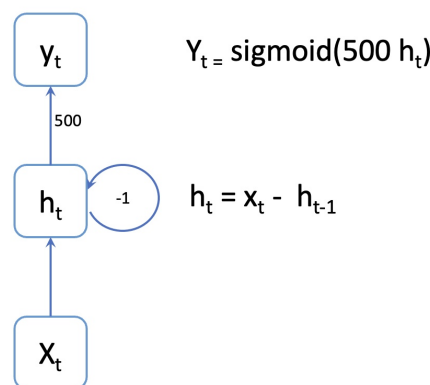 yt
Yt = sigmoid(500 ht)
500
ht
-1
ht = xt - ht-1
Xt